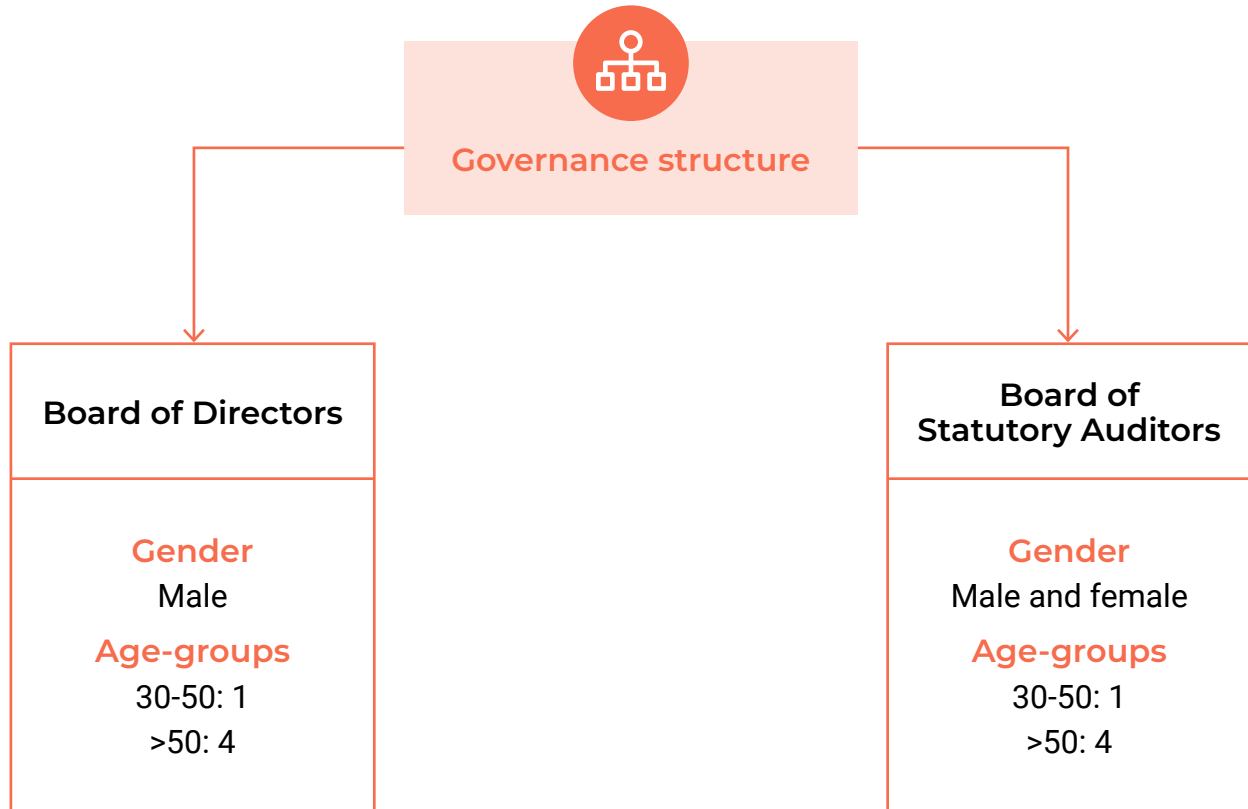 Governance structure
Board of Directors
Gender
Male
Age-groups
30-50: 1
>50: 4
Board of
Statutory Auditors
Gender
Male and female
Age-groups
30-50: 1
>50: 4